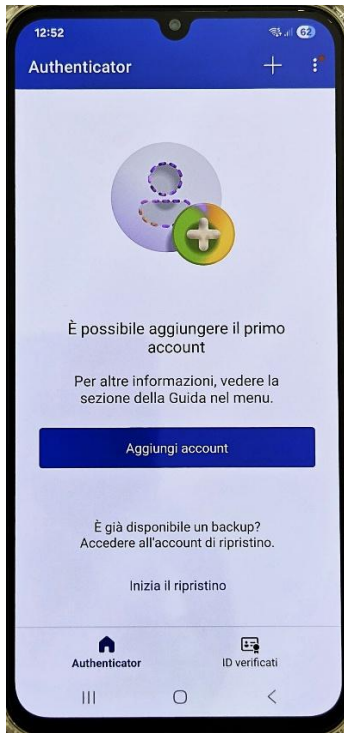 12:52
62
Authenticator
È possibile aggiungere il primo
account
Per altre informazioni, vedere la
sezione della Guida nel menu.
Aggiungi account
È già disponibile un backup?
Accedere all'account di ripristino.
Inizia il ripristino
Authenticator
ID verificati